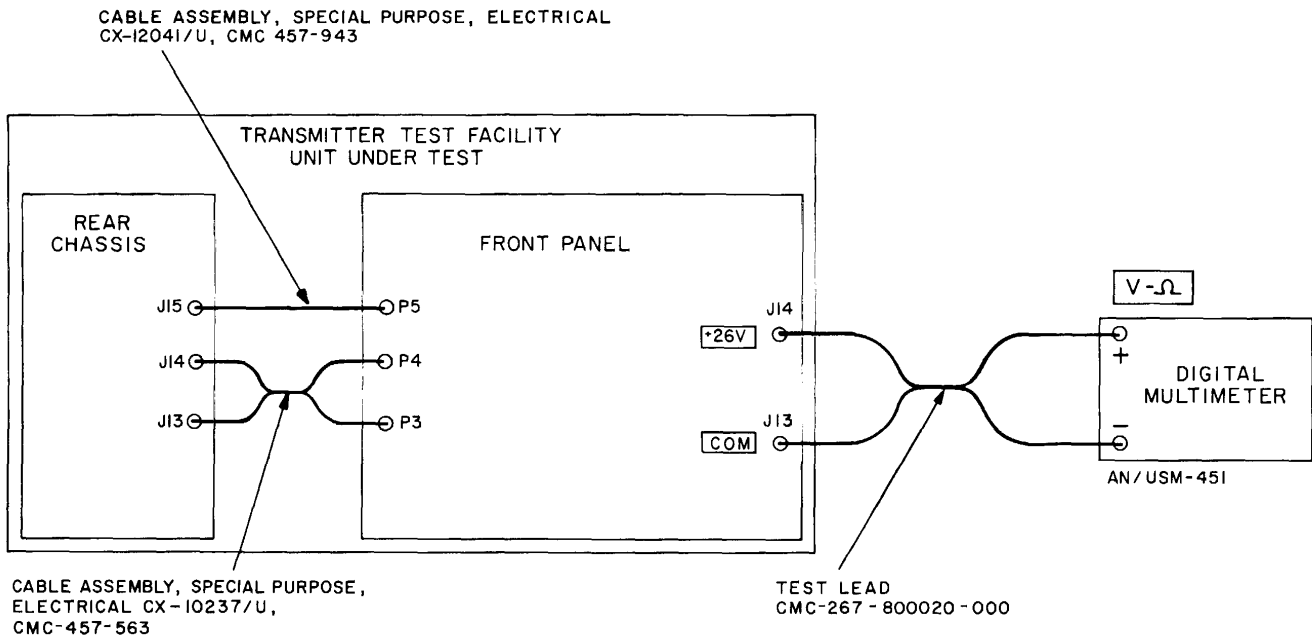 CABLE ASSEMBLY, SPECIAL PURPOSE, ELECTRICAL
CX-12041/U, CMC 457-943
TRANSMITTER TEST FACILITY
UNIT UNDER TEST
REAR
CHASSIS
FRONT PANEL
J15
P5
J14
P4
J13
P3
J14
+26V
J13
COM
V-Ω
+
DIGITAL
MULTIMETER
−
AN/USM-451
CABLE ASSEMBLY, SPECIAL PURPOSE,
ELECTRICAL CX-10237/U,
CMC-457-563
TEST LEAD
CMC-267-800020-000